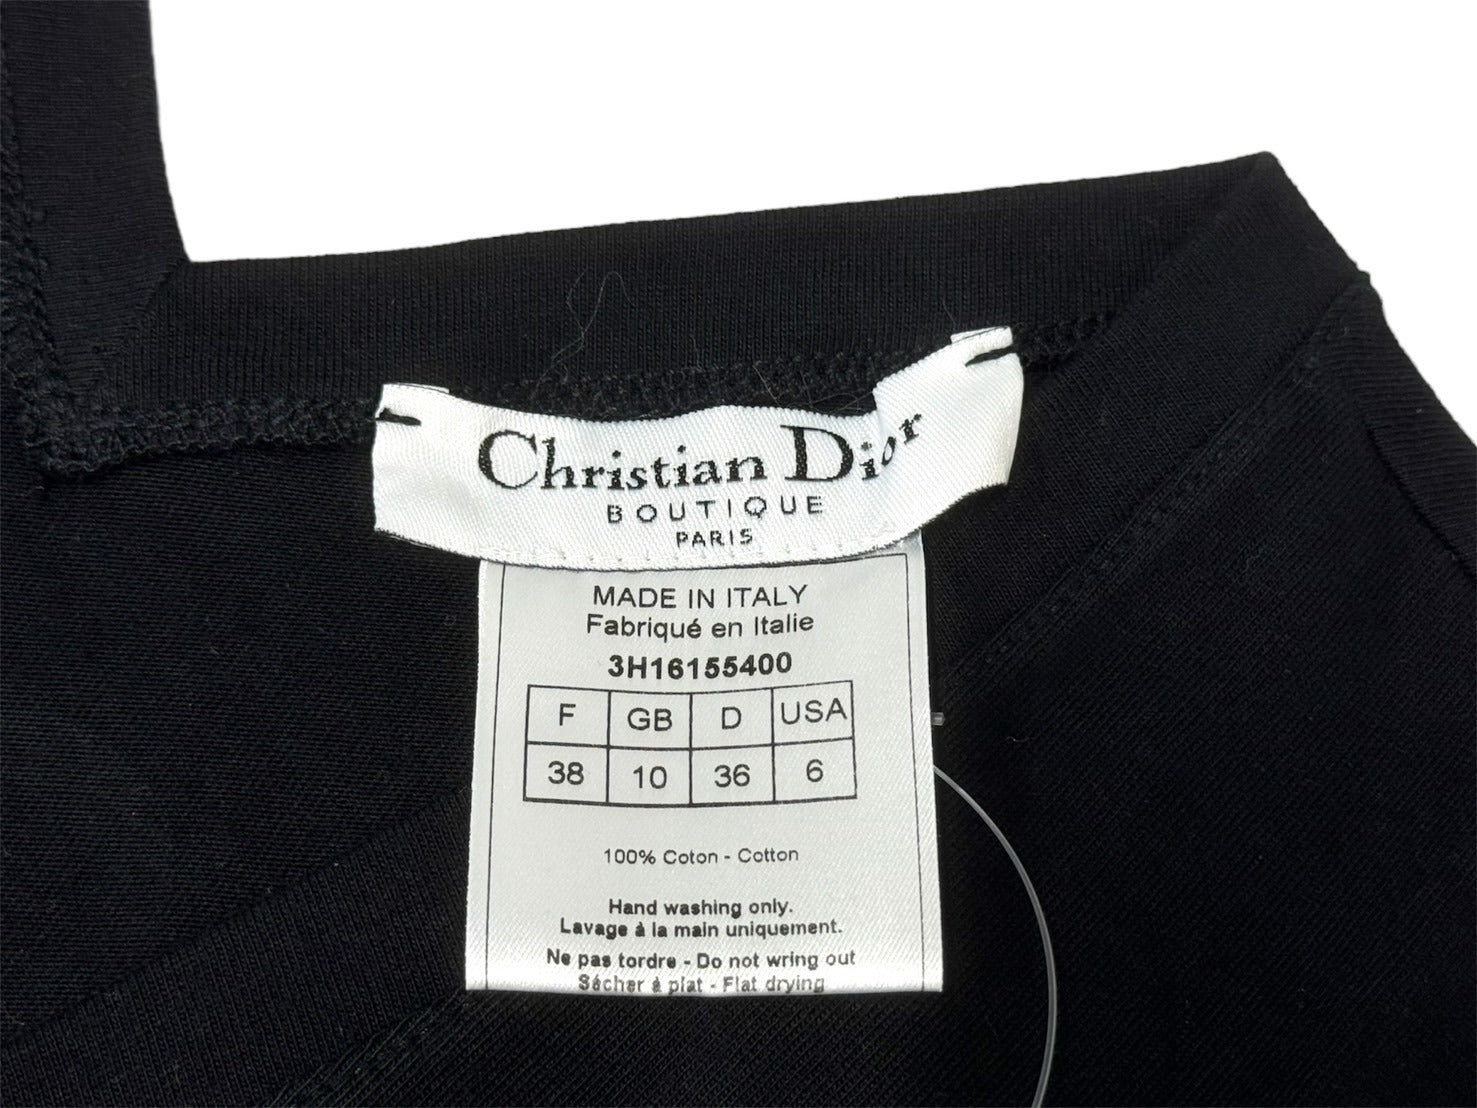 Christian Dior
BOUTIQUE
PARIS
MADE IN ITALY
Fabriqué en Italie
3H16155400
F GB D USA
38 10 36 6
100% Coton - Cotton
Hand washing only.
Lavage à la main uniquement.
Ne pas tordre - Do not wring out
Sécher à plat - Flat drying